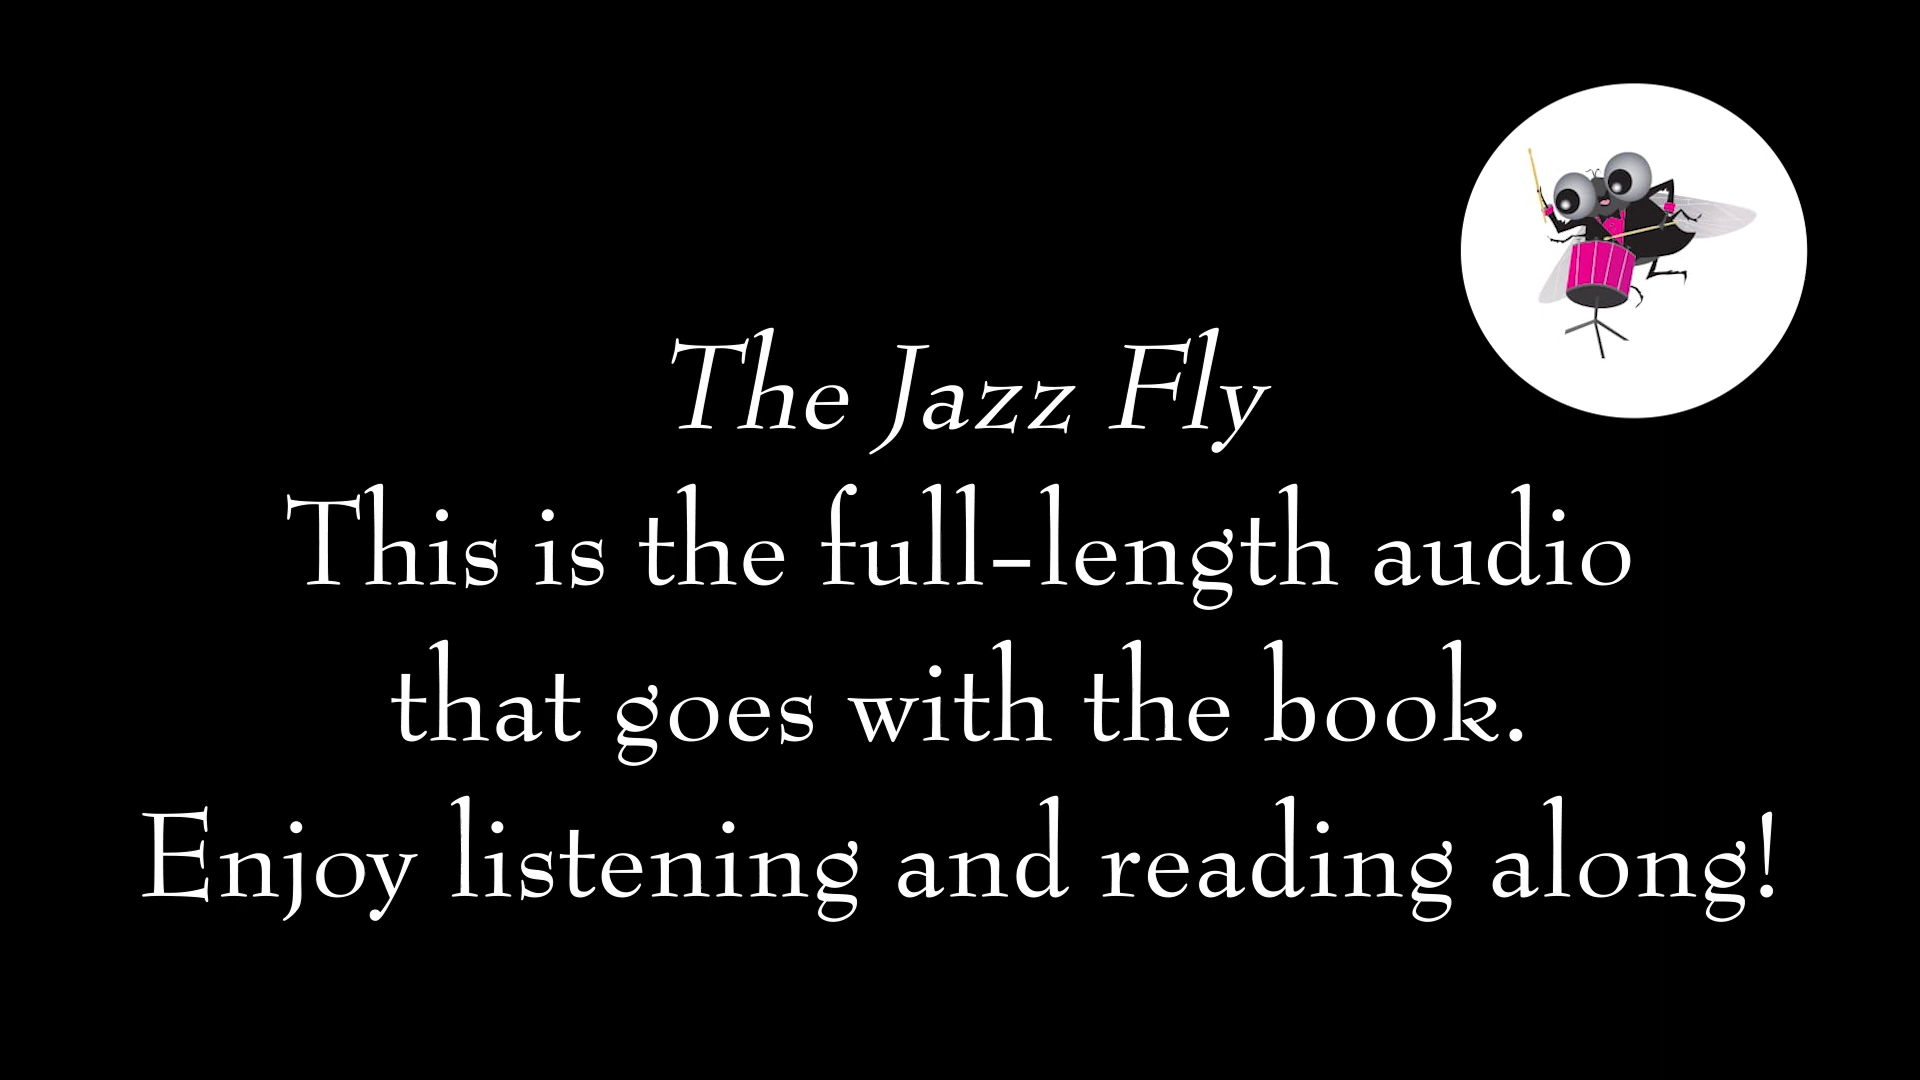 The Jazz Fly
This is the full-length audio
that goes with the book.
Enjoy listening and reading along!